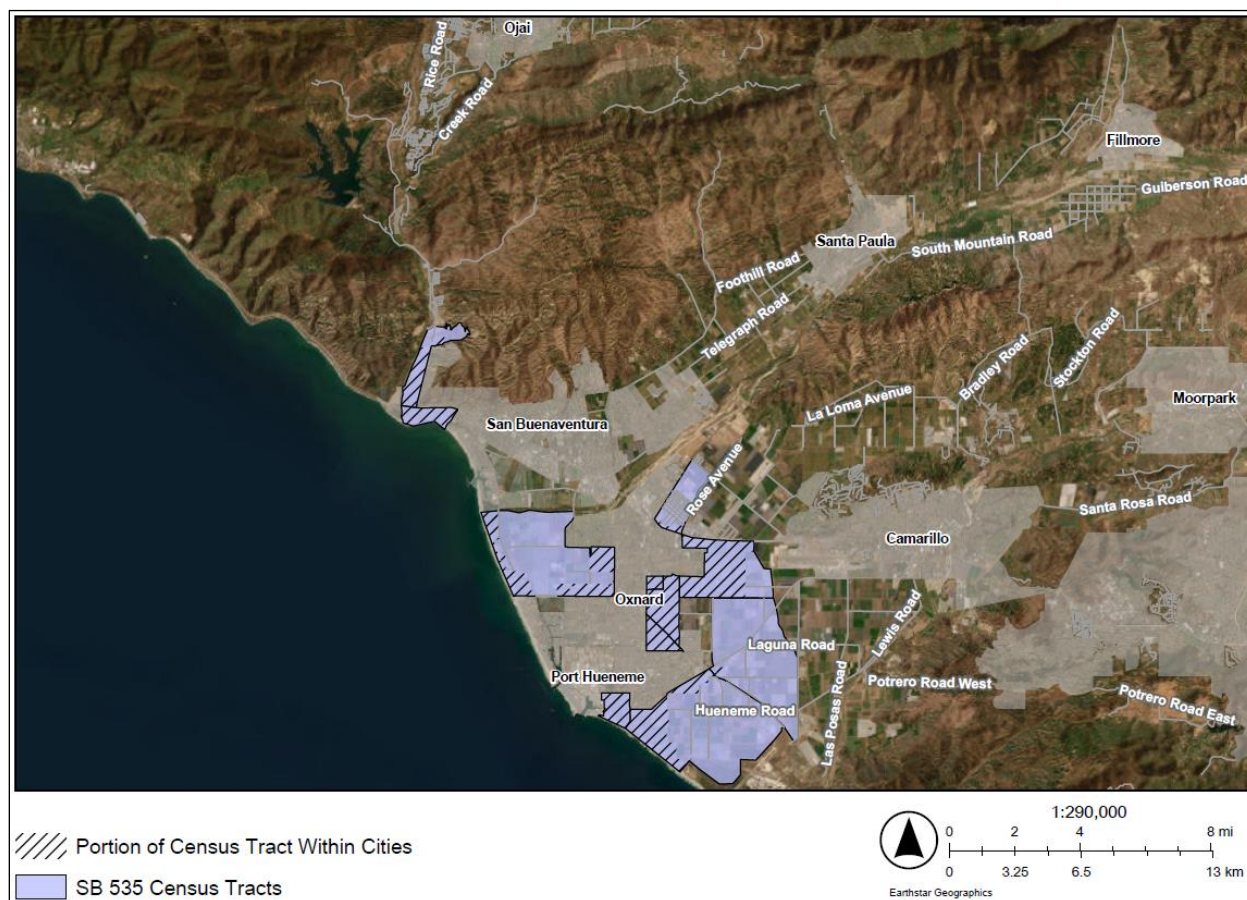 Ojai
Rice Road
Creek Road
Fillmore
Guiberson Road
Santa Paula
South Mountain Road
Foothill Road
Telegraph Road
Bradley Road
Stockton Road
La Loma Avenue
Moorpark
San Buenaventura
Rose Avenue
Santa Rosa Road
Camarillo
Oxnard
Lewis Road
Laguna Road
Port Hueneme
Potrero Road West
Hueneme Road
Las Posas Road
Potrero Road East
Portion of Census Tract Within Cities
SB 535 Census Tracts
1:290,000
0 2 4 8 mi
0 3.25 6.5 13 km
Earthstar Geographics